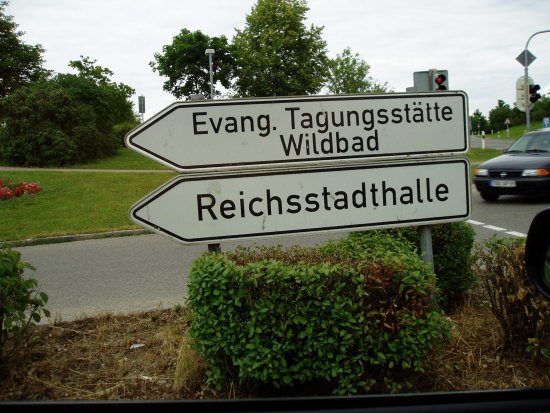 Evang. Tagungsstätte
Wildbad
Reichsstadthalle